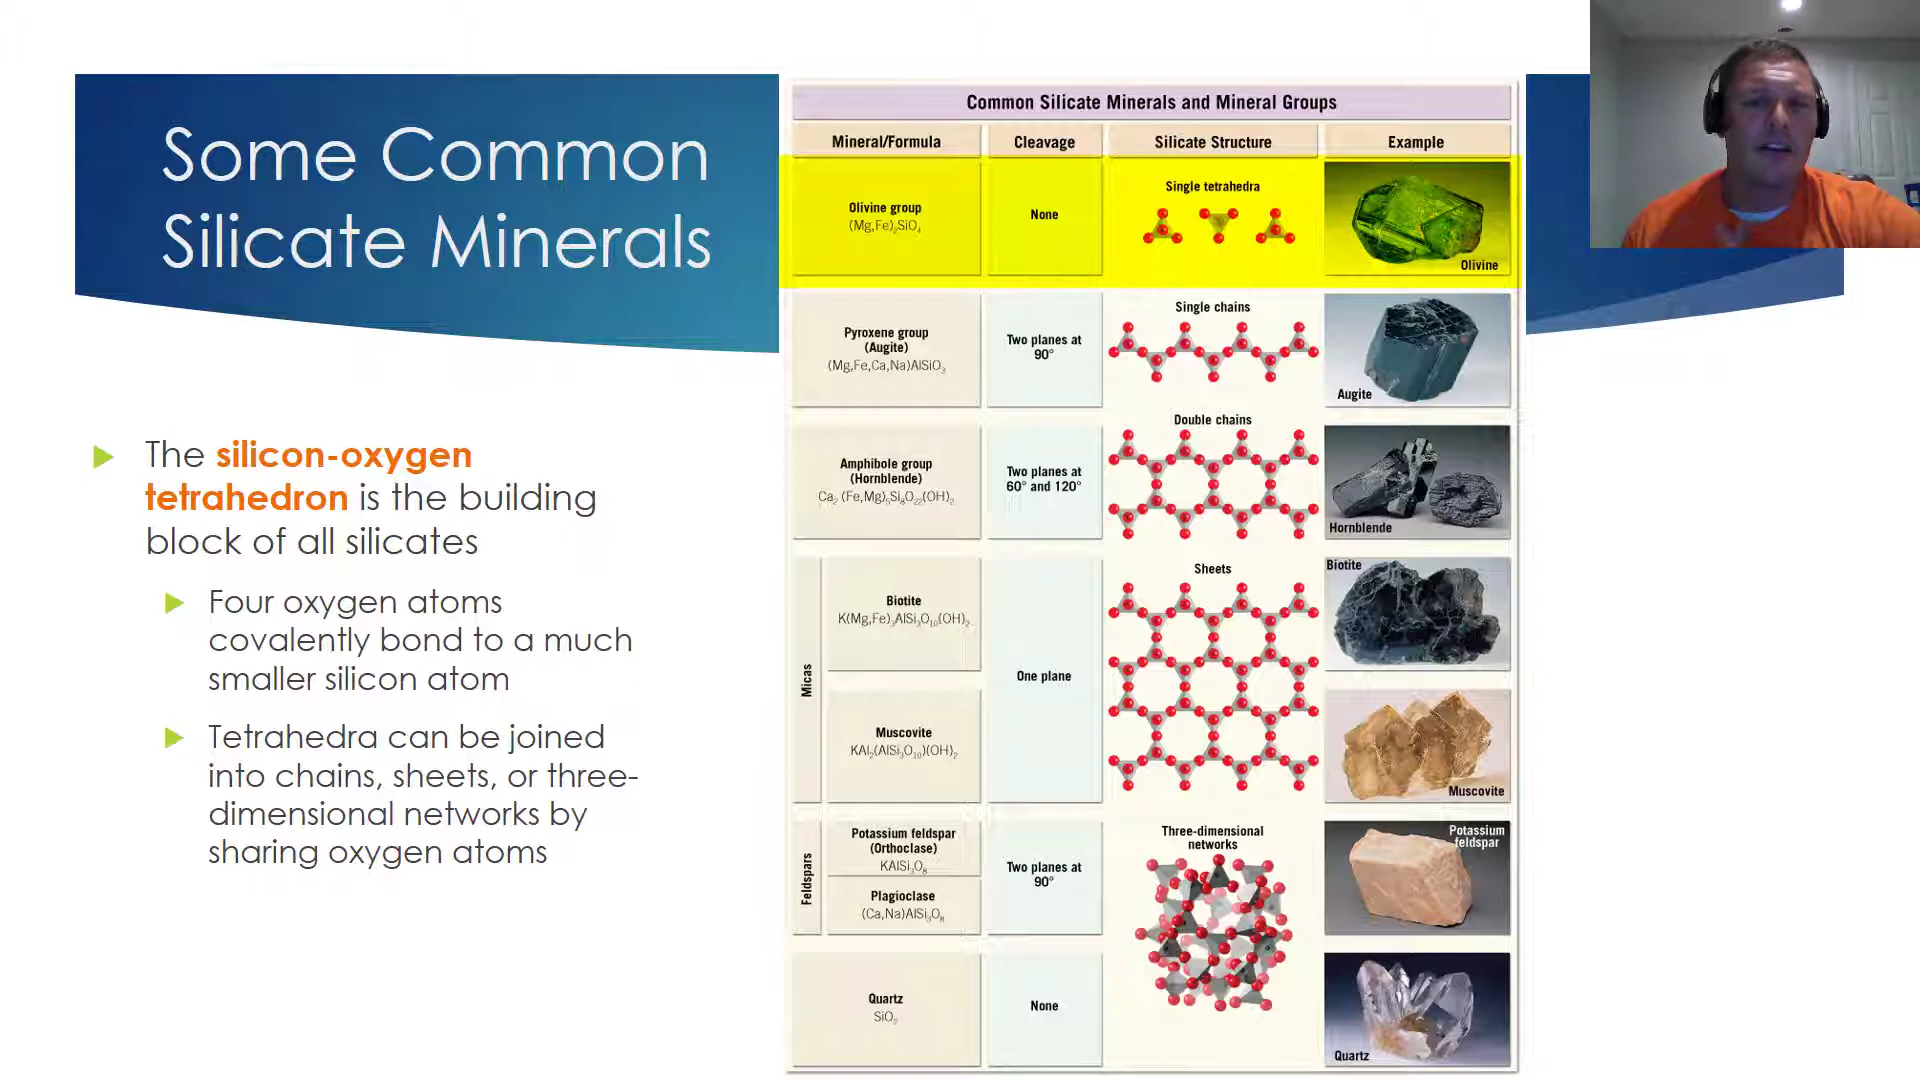 Some Common
Silicate Minerals
The silicon-oxygen
tetrahedron is the building
block of all silicates
Four oxygen atoms
covalently bond to a much
smaller silicon atom
Tetrahedra can be joined
into chains, sheets, or three-
dimensional networks by
sharing oxygen atoms
Common Silicate Minerals and Mineral Groups
Mineral/Formula
Cleavage
Silicate Structure
Example
Olivine group
(Mg,Fe)₂SiO₄
None
Single tetrahedra
Olivine
Pyroxene group
(Augite)
(Mg,Fe,Ca,Na)AlSiO₃
Two planes at
90°
Single chains
Augite
Amphibole group
(Hornblende)
Ca₂ (Fe,Mg)₅Si₈O₂₂(OH)₂
Two planes at
60° and 120°
Double chains
Hornblende
Micas
Biotite
K(Mg,Fe)₃AlSi₃O₁₀(OH)₂
One plane
Sheets
Biotite
Muscovite
KAl₂(AlSi₃O₁₀)(OH)₂
Muscovite
Feldspars
Potassium feldspar
(Orthoclase)
KAlSi₃O₈
Plagioclase
(Ca,Na)AlSi₃O₈
Two planes at
90°
Three-dimensional
networks
Potassium
feldspar
Quartz
SiO₂
None
Quartz